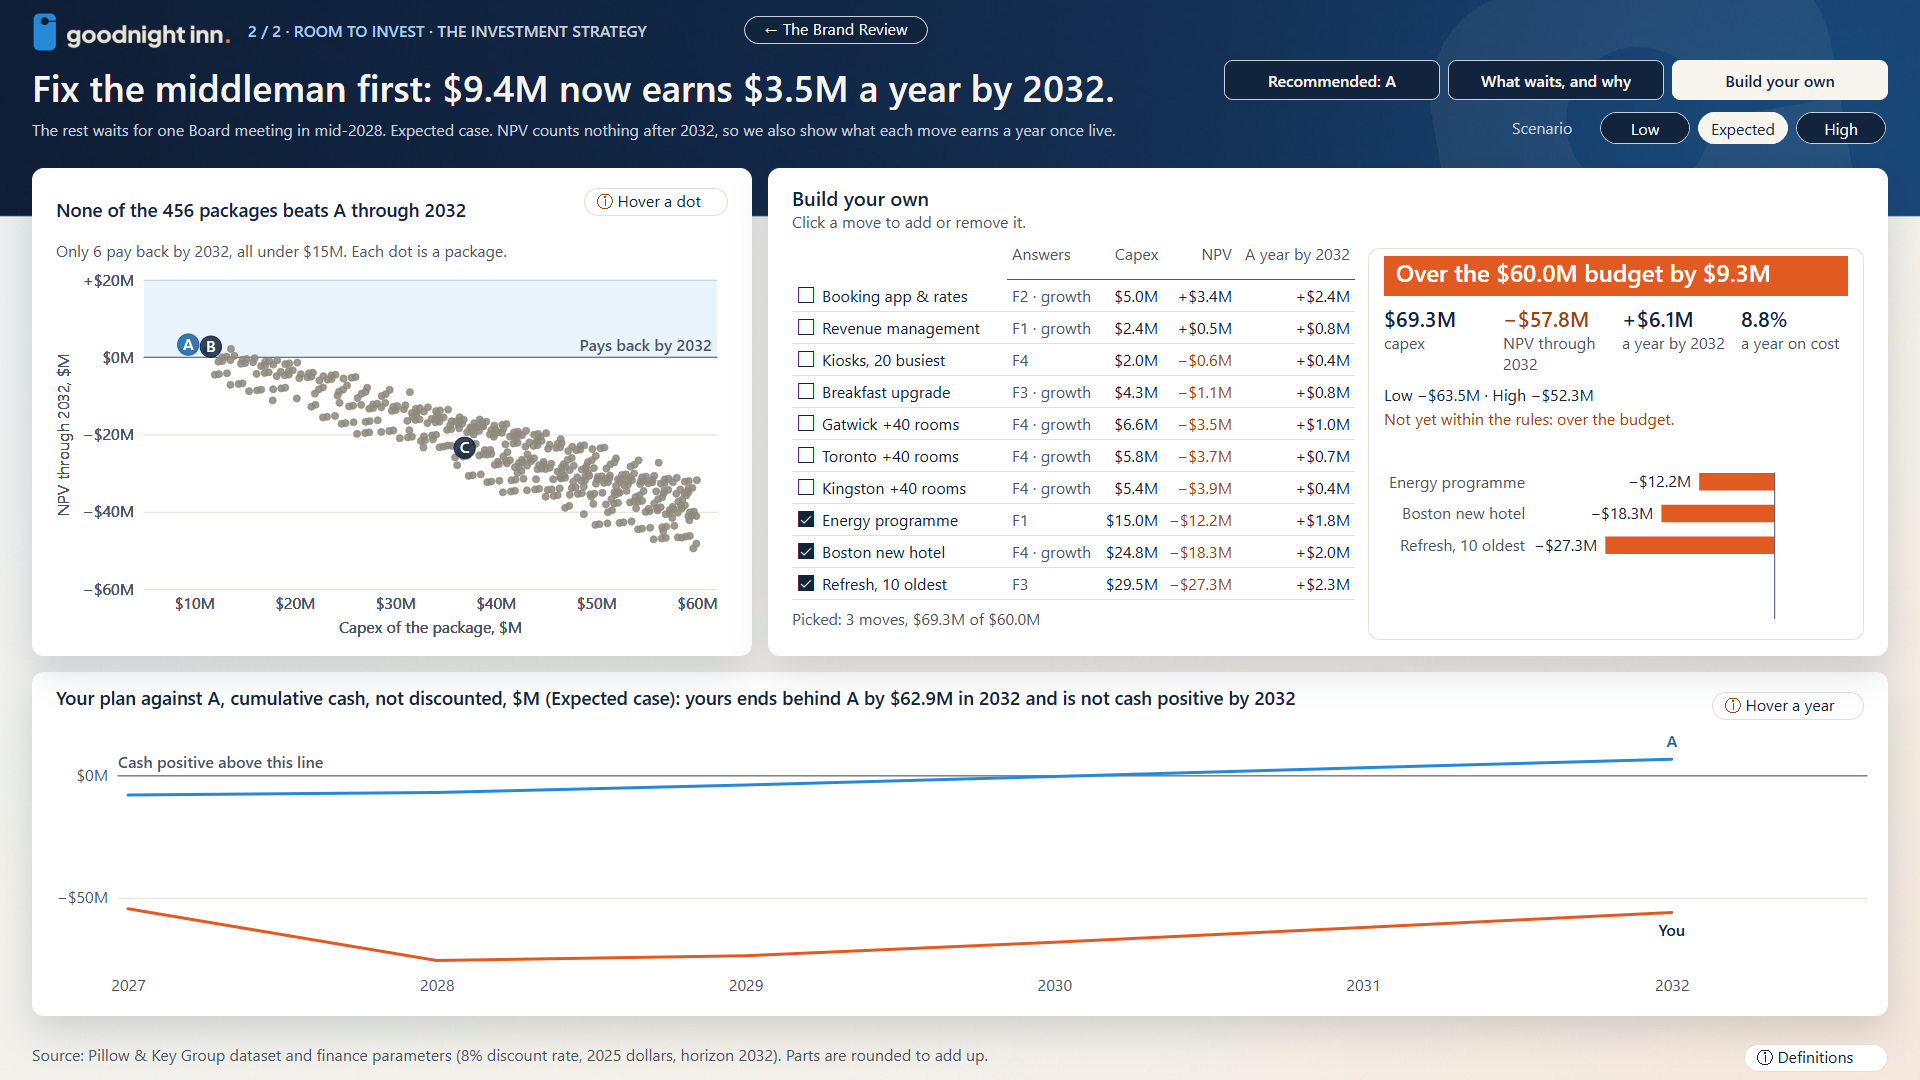 goodnight inn.
2 / 2 · ROOM TO INVEST · THE INVESTMENT STRATEGY
← The Brand Review
Fix the middleman first: $9.4M now earns $3.5M a year by 2032.
The rest waits for one Board meeting in mid-2028. Expected case. NPV counts nothing after 2032, so we also show what each move earns a year once live.
Recommended: A
What waits, and why
Build your own
Scenario
Low
Expected
High
None of the 456 packages beats A through 2032
ⓘ Hover a dot
Only 6 pay back by 2032, all under $15M. Each dot is a package.
NPV through 2032, $M
+$20M
$0M
−$20M
−$40M
−$60M
A
B
C
Pays back by 2032
$10M $20M $30M $40M $50M $60M
Capex of the package, $M
Build your own
Click a move to add or remove it.
Answers Capex NPV A year by 2032
Booking app & rates F2 · growth $5.0M +$3.4M +$2.4M
Revenue management F1 · growth $2.4M +$0.5M +$0.8M
Kiosks, 20 busiest F4 $2.0M −$0.6M +$0.4M
Breakfast upgrade F3 · growth $4.3M −$1.1M +$0.8M
Gatwick +40 rooms F4 · growth $6.6M −$3.5M +$1.0M
Toronto +40 rooms F4 · growth $5.8M −$3.7M +$0.7M
Kingston +40 rooms F4 · growth $5.4M −$3.9M +$0.4M
Energy programme F1 $15.0M −$12.2M +$1.8M
Boston new hotel F4 · growth $24.8M −$18.3M +$2.0M
Refresh, 10 oldest F3 $29.5M −$27.3M +$2.3M
Picked: 3 moves, $69.3M of $60.0M
Over the $60.0M budget by $9.3M
$69.3M −$57.8M +$6.1M 8.8%
capex NPV through 2032 a year by 2032 a year on cost
Low −$63.5M · High −$52.3M
Not yet within the rules: over the budget.
Energy programme −$12.2M
Boston new hotel −$18.3M
Refresh, 10 oldest −$27.3M
Your plan against A, cumulative cash, not discounted, $M (Expected case): yours ends behind A by $62.9M in 2032 and is not cash positive by 2032
ⓘ Hover a year
Cash positive above this line
$0M
−$50M
A
You
2027 2028 2029 2030 2031 2032
Source: Pillow & Key Group dataset and finance parameters (8% discount rate, 2025 dollars, horizon 2032). Parts are rounded to add up.
ⓘ Definitions